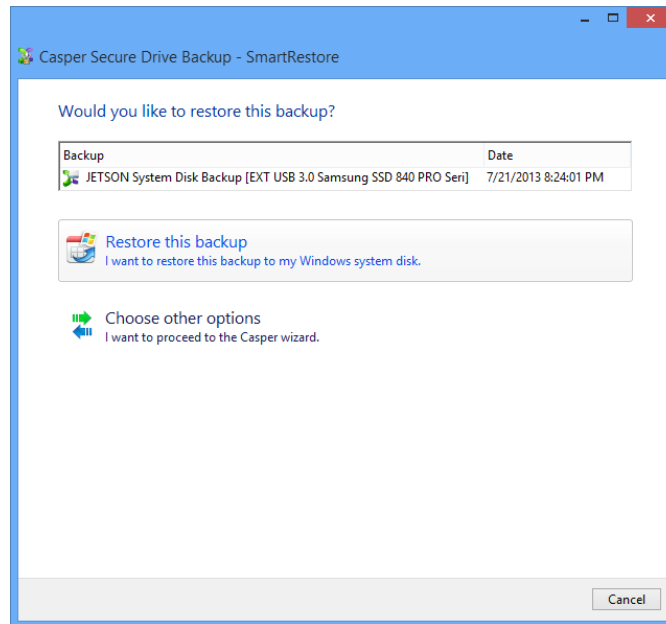 Casper Secure Drive Backup - SmartRestore
Would you like to restore this backup?
Backup Date
JETSON System Disk Backup [EXT USB 3.0 Samsung SSD 840 PRO Seri] 7/21/2013 8:24:01 PM
Restore this backup
I want to restore this backup to my Windows system disk.
Choose other options
I want to proceed to the Casper wizard.
Cancel